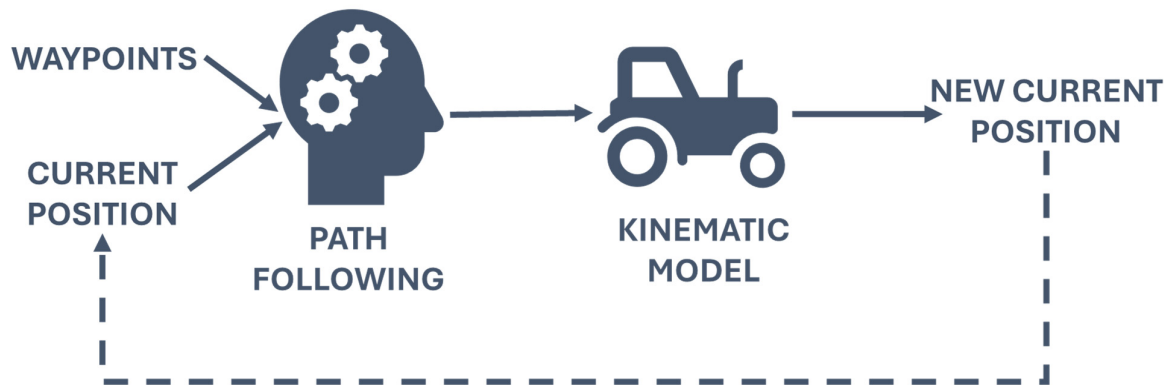 WAYPOINTS
CURRENT
POSITION
PATH
FOLLOWING
KINEMATIC
MODEL
NEW CURRENT
POSITION